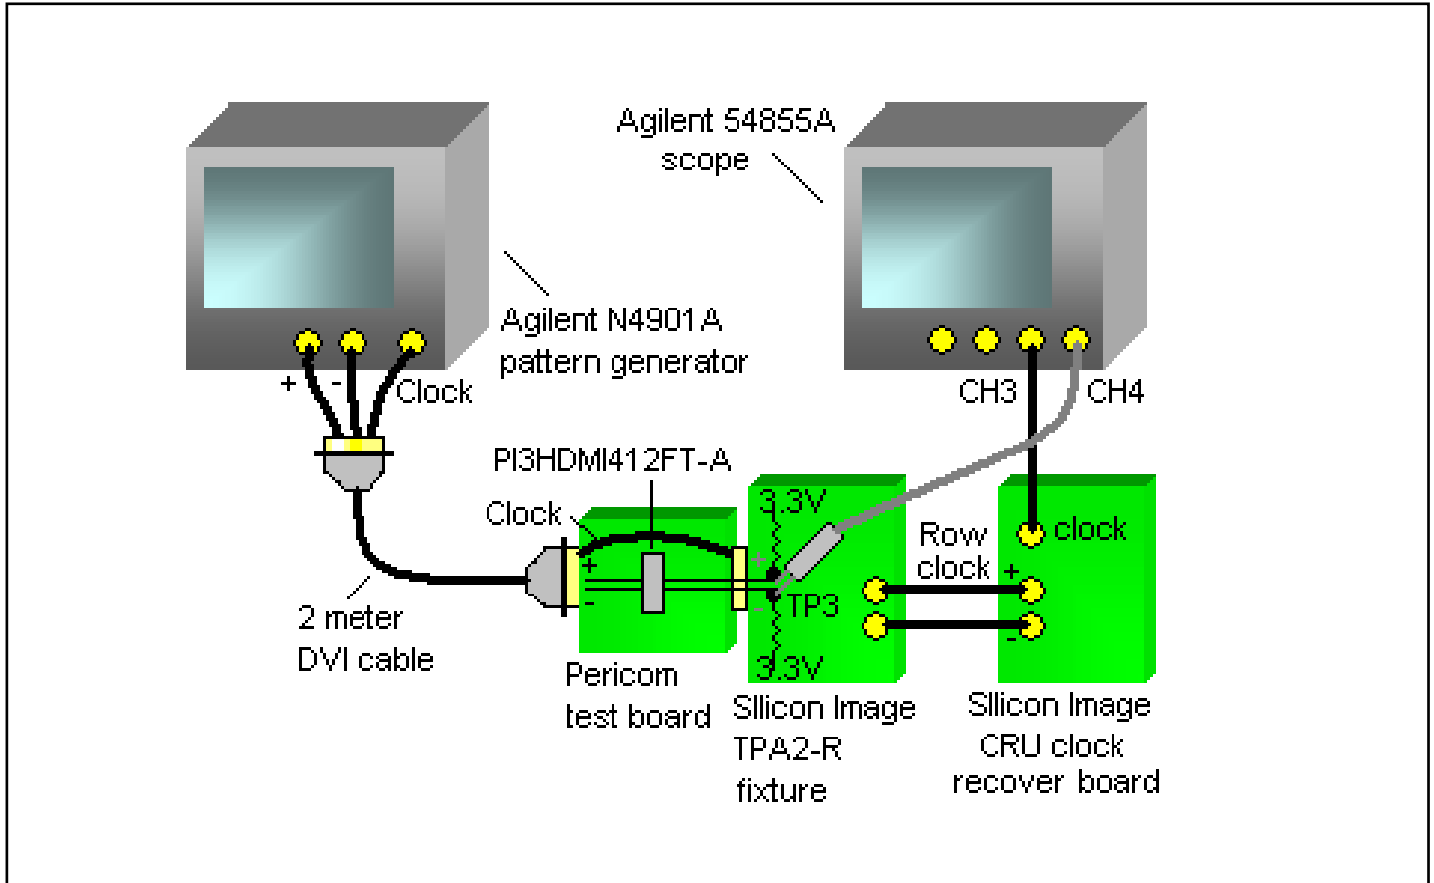 Agilent 54855A
scope
Agilent N4901A
pattern generator
+
-
Clock
CH3
CH4
PI3HDMI412FT-A
Clock
+
-
3.3V
+
-
TP3
3.3V
Row
clock
clock
+
-
2 meter
DVI cable
Pericom
test board
SIlicon Image
TPA2-R
fixture
SIlicon Image
CRU clock
recover board